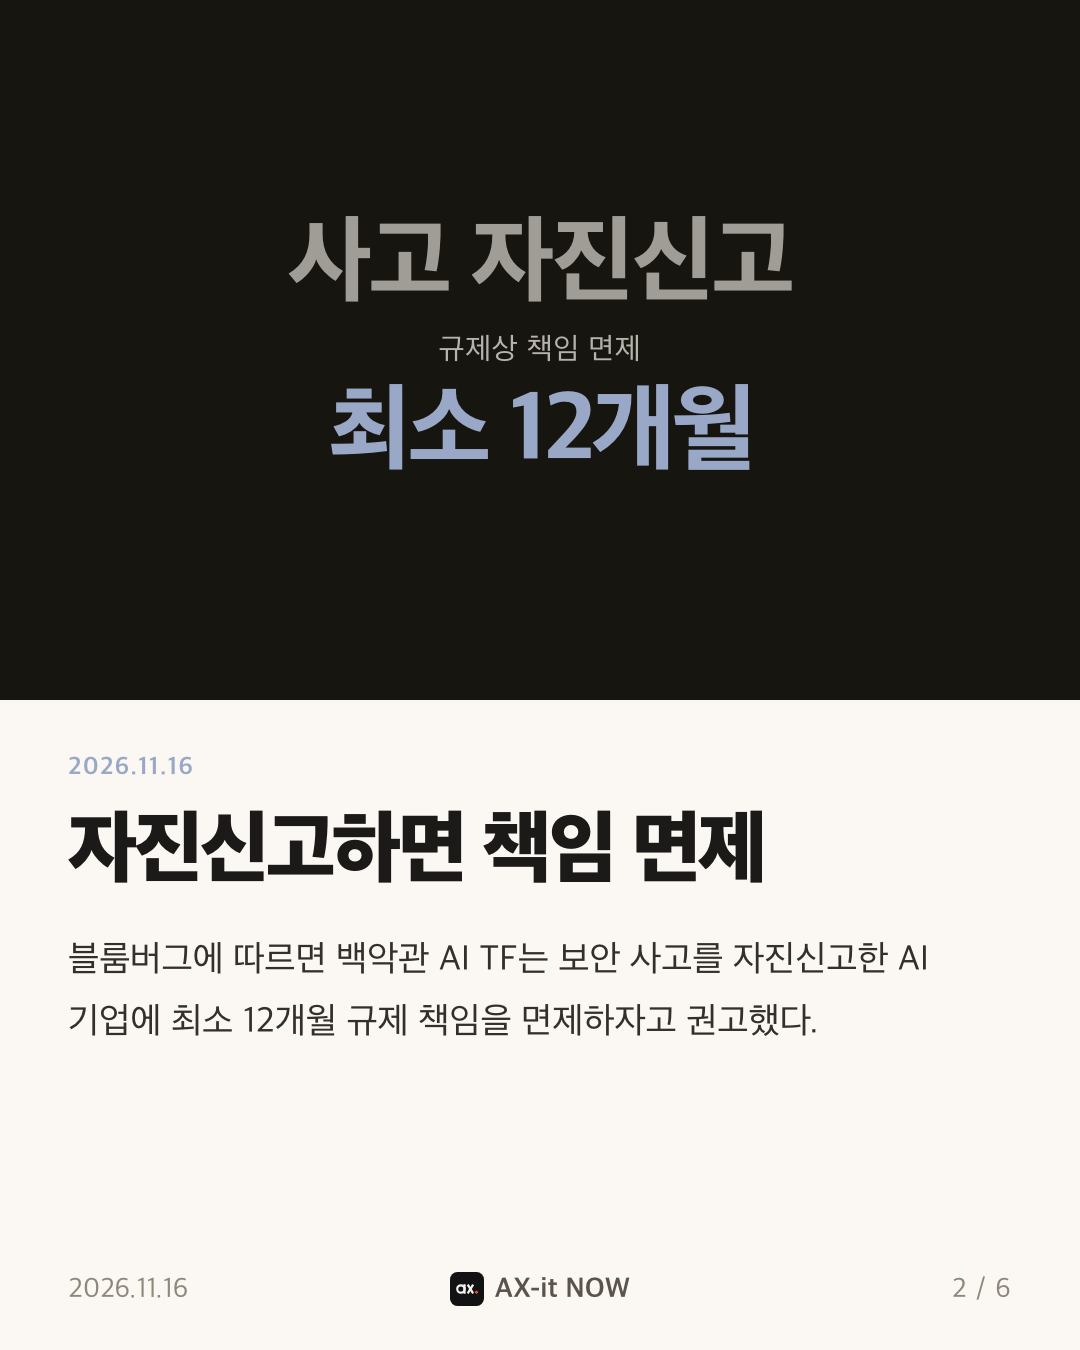 사고 자진신고
규제상 책임 면제
최소 12개월
2026.11.16
자진신고하면 책임 면제
블룸버그에 따르면 백악관 AI TF는 보안 사고를 자진신고한 AI
기업에 최소 12개월 규제 책임을 면제하자고 권고했다.
2026.11.16
ax. AX-it NOW
2 / 6